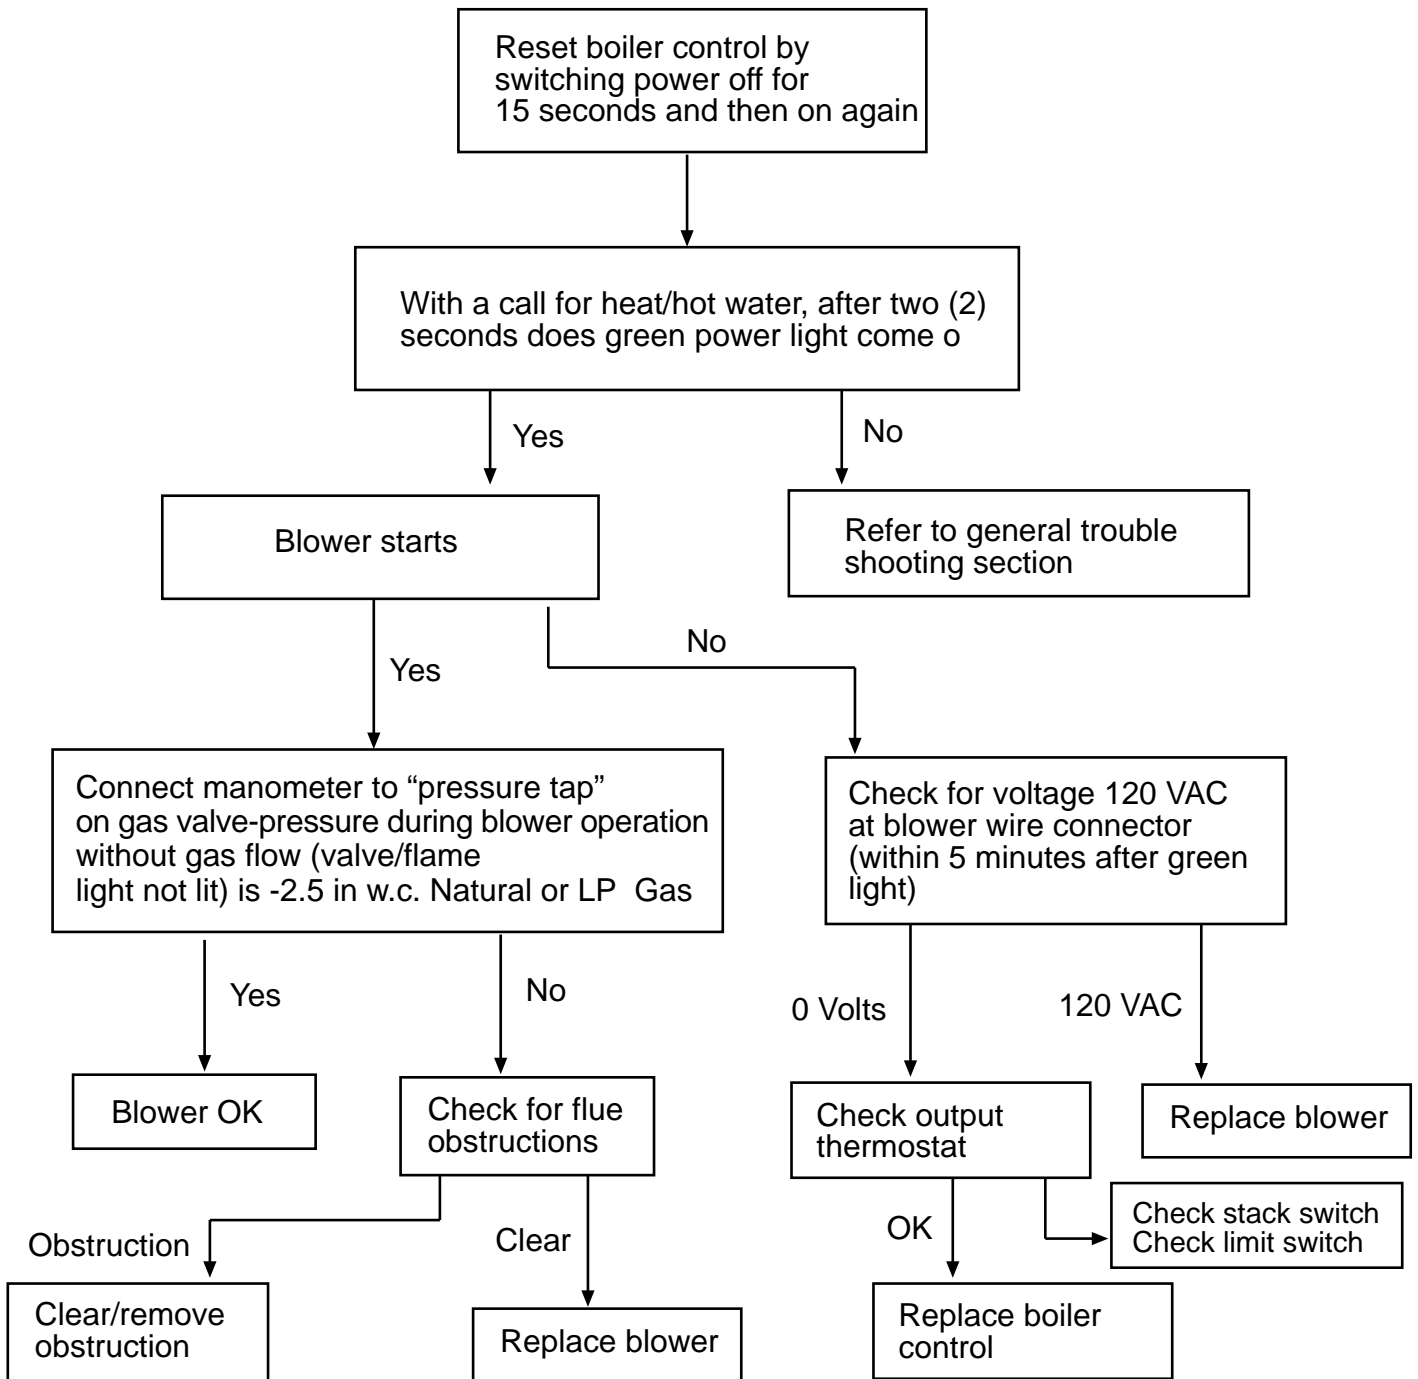 Reset boiler control by
switching power off for
15 seconds and then on again
With a call for heat/hot water, after two (2)
seconds does green power light come o
Yes
No
Blower starts
Refer to general trouble
shooting section
Yes
No
Connect manometer to “pressure tap”
on gas valve-pressure during blower operation
without gas flow (valve/flame
light not lit) is -2.5 in w.c. Natural or LP Gas
Check for voltage 120 VAC
at blower wire connector
(within 5 minutes after green
light)
Yes
No
0 Volts
120 VAC
Blower OK
Check for flue
obstructions
Check output
thermostat
Replace blower
Obstruction
Clear
OK
Check stack switch
Check limit switch
Clear/remove
obstruction
Replace blower
Replace boiler
control